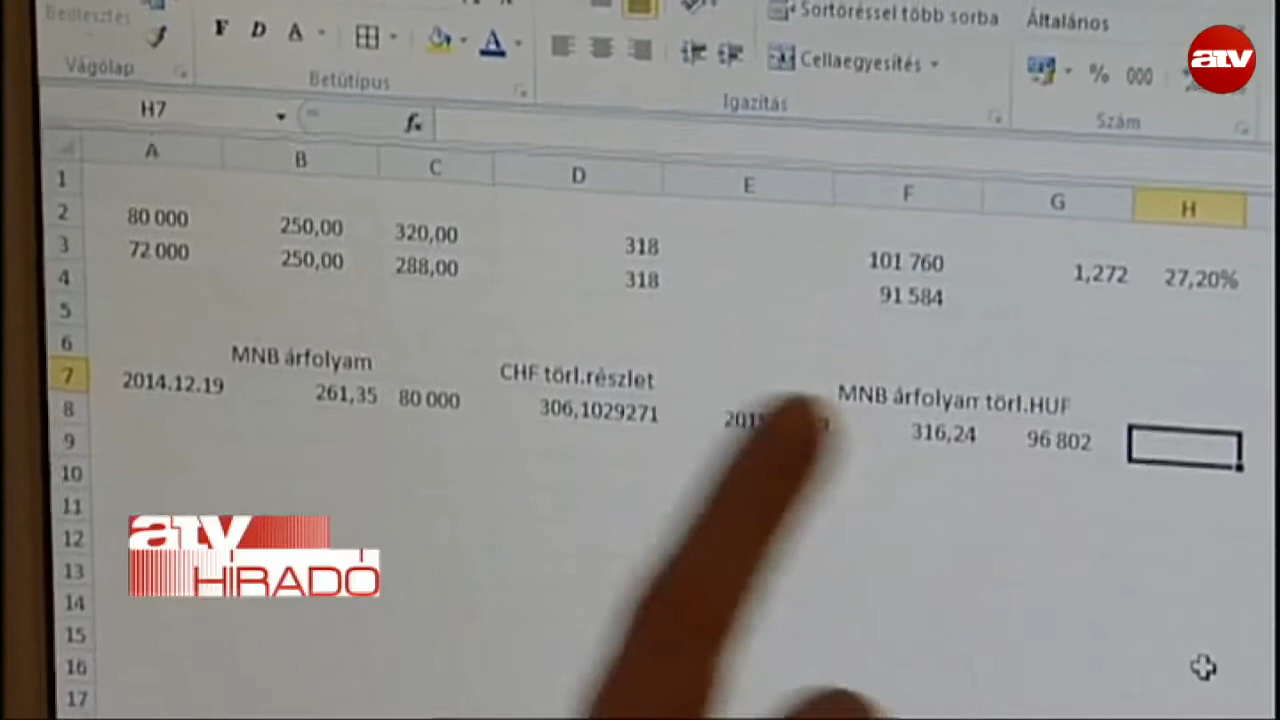 Beillesztés
Sortöréssel több sorba
Általános
atv
F D A
A
Cellaegyesítés
% 000
Vágólap
Betűtípus
Igazítás
Szám
H7
fx
A B C D E F G H
1
2 80 000 250,00 320,00 318 101 760 1,272 27,20%
3 72 000 250,00 288,00 318 91 584
4
5
6 MNB árfolyam CHF törl.részlet MNB árfolyam törl.HUF
7 2014.12.19 261,35 80 000 306,1029271 316,24 96 802
8
9
10
11
12
13
14
15
16
17
atv
HÍRADÓ